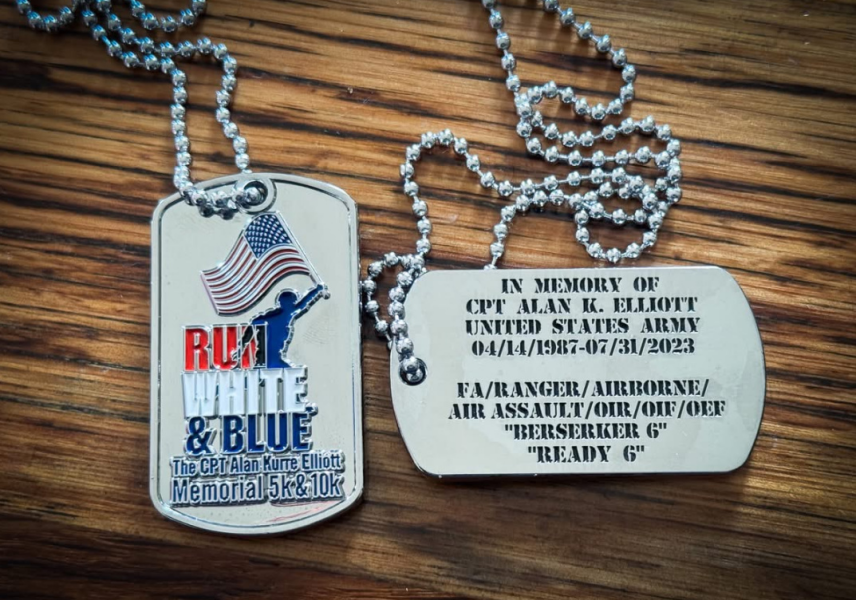 RUN
WHITE,
& BLUE
The CPT Alan Kurre Elliott
Memorial 5k&10k
IN MEMORY OF
CPT ALAN K. ELLIOTT
UNITED STATES ARMY
04/14/1987-07/31/2023
FA/RANGER/AIRBORNE/
AIR ASSAULT/OIR/OIF/OEF
"BERSERKER 6"
"READY 6"